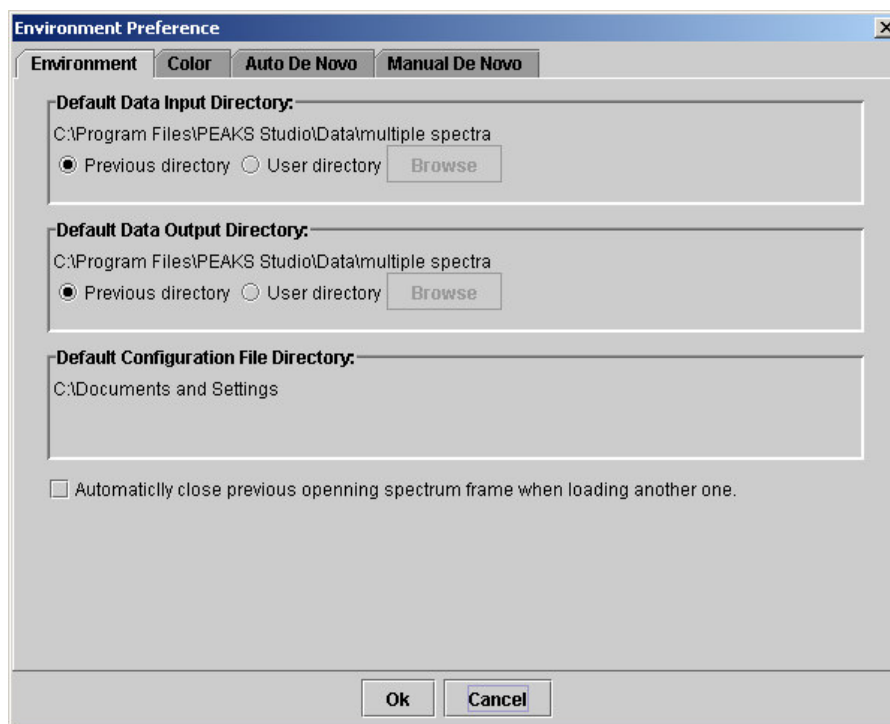 Environment Preference
Environment Color Auto De Novo Manual De Novo
Default Data Input Directory:
C:\Program Files\PEAKS Studio\Data\multiple spectra
Previous directory User directory Browse
Default Data Output Directory:
C:\Program Files\PEAKS Studio\Data\multiple spectra
Previous directory User directory Browse
Default Configuration File Directory:
C:\Documents and Settings
Automaticlly close previous openning spectrum frame when loading another one.
Ok Cancel